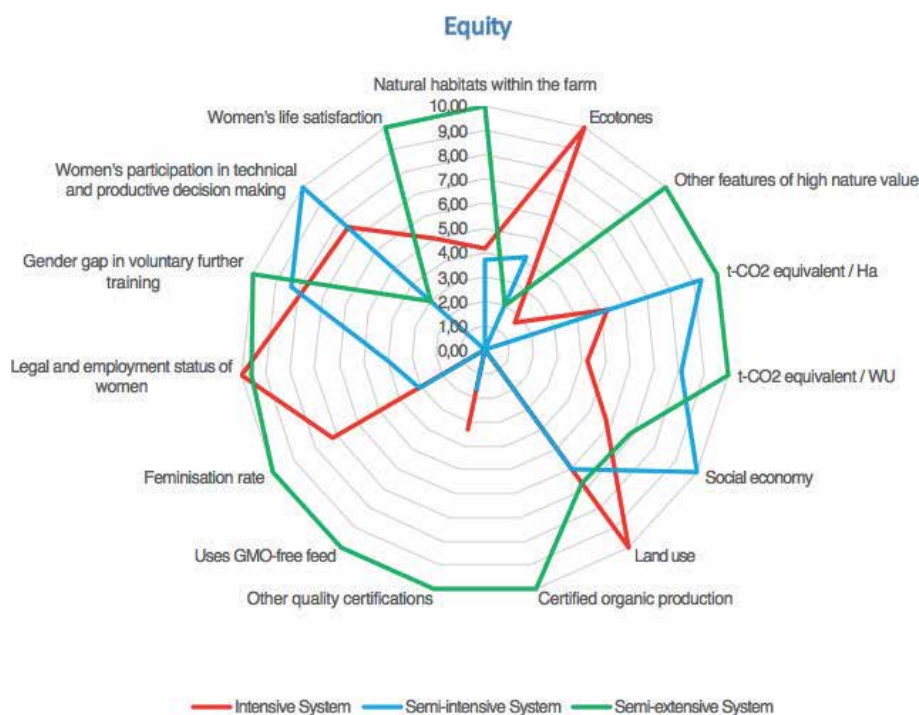 Equity
Natural habitats within the farm
Ecotones
Other features of high nature value
t-CO2 equivalent / Ha
t-CO2 equivalent / WU
Social economy
Land use
Certified organic production
Other quality certifications
Uses GMO-free feed
Feminisation rate
Legal and employment status of
women
Gender gap in voluntary further
training
Women's participation in technical
and productive decision making
Women's life satisfaction
10,00
9,00
8,00
7,00
6,00
5,00
4,00
3,00
2,00
1,00
0,00
Intensive System
Semi-intensive System
Semi-extensive System